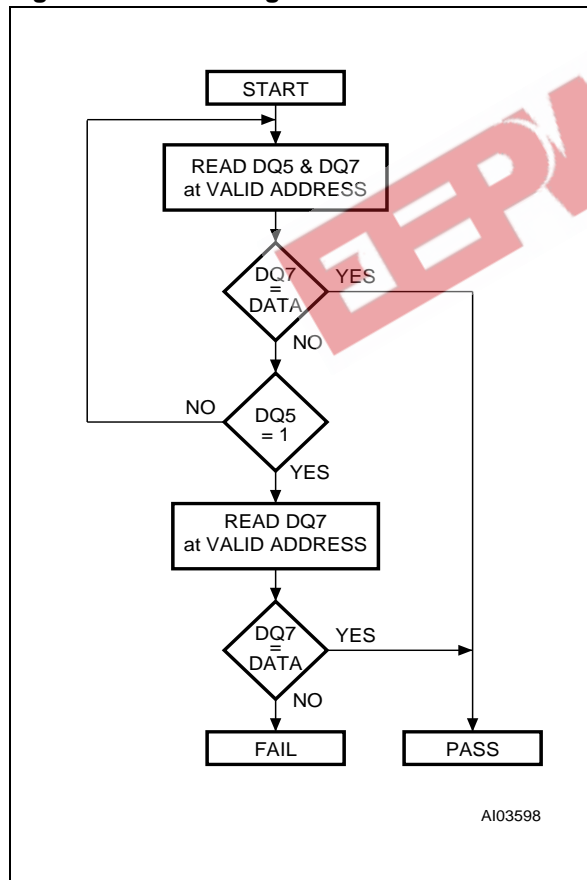 START
READ DQ5 & DQ7
at VALID ADDRESS
DQ7
=
DATA
YES
NO
DQ5
= 1
NO
YES
READ DQ7
at VALID ADDRESS
DQ7
=
DATA
YES
NO
FAIL
PASS
AI03598